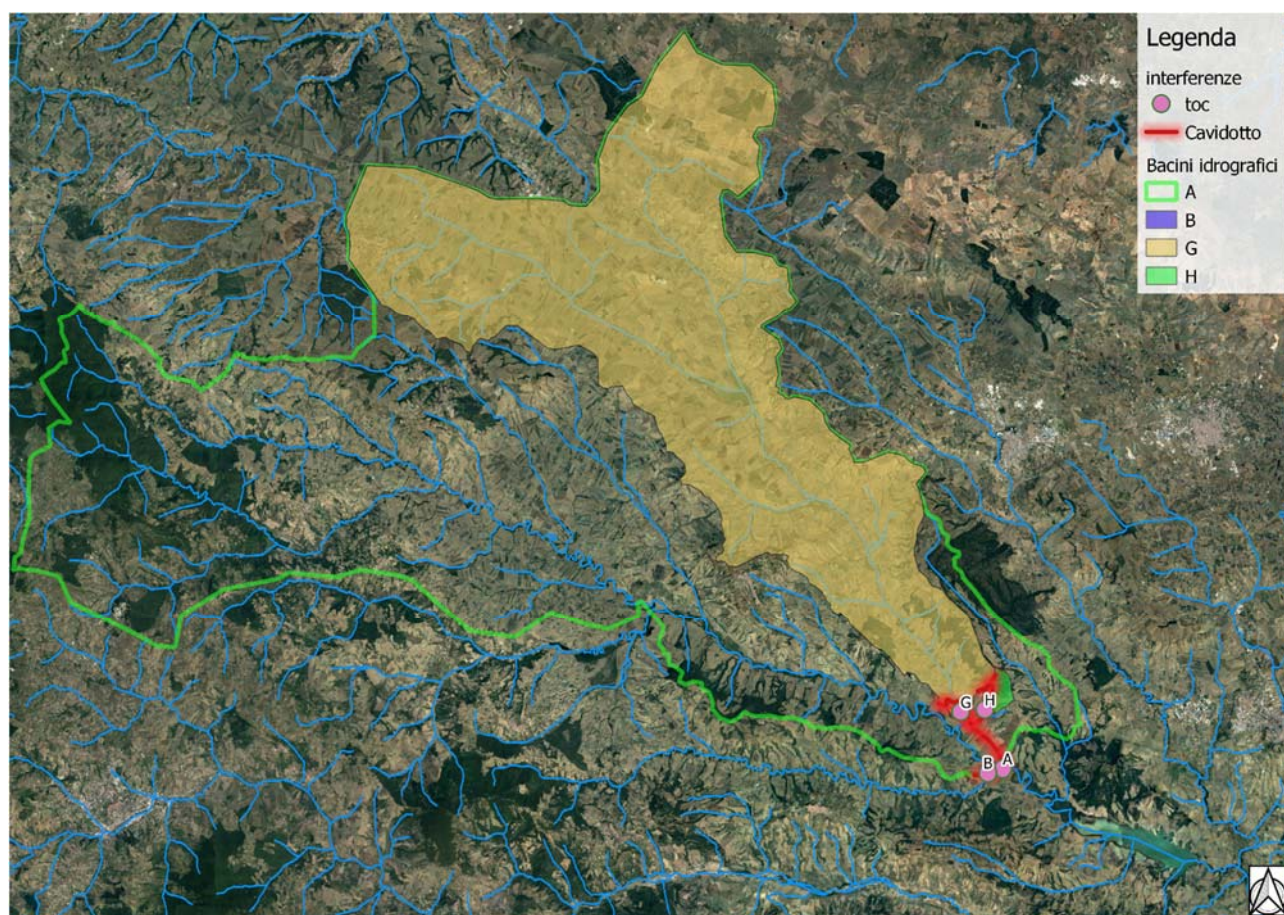 Legenda
interferenze
toc
Cavidotto
Bacini idrografici
A
B
G
H
G
H
B
A